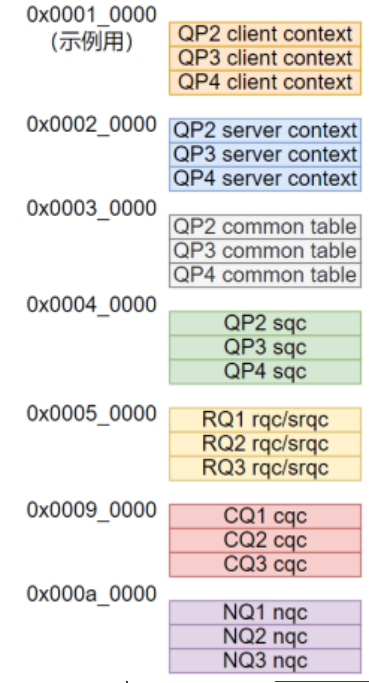 0x0001_0000
(示例用)
QP2 client context
QP3 client context
QP4 client context
0x0002_0000
QP2 server context
QP3 server context
QP4 server context
0x0003_0000
QP2 common table
QP3 common table
QP4 common table
0x0004_0000
QP2 sqc
QP3 sqc
QP4 sqc
0x0005_0000
RQ1 rqc/srqc
RQ2 rqc/srqc
RQ3 rqc/srqc
0x0009_0000
CQ1 cqc
CQ2 cqc
CQ3 cqc
0x000a_0000
NQ1 nqc
NQ2 nqc
NQ3 nqc